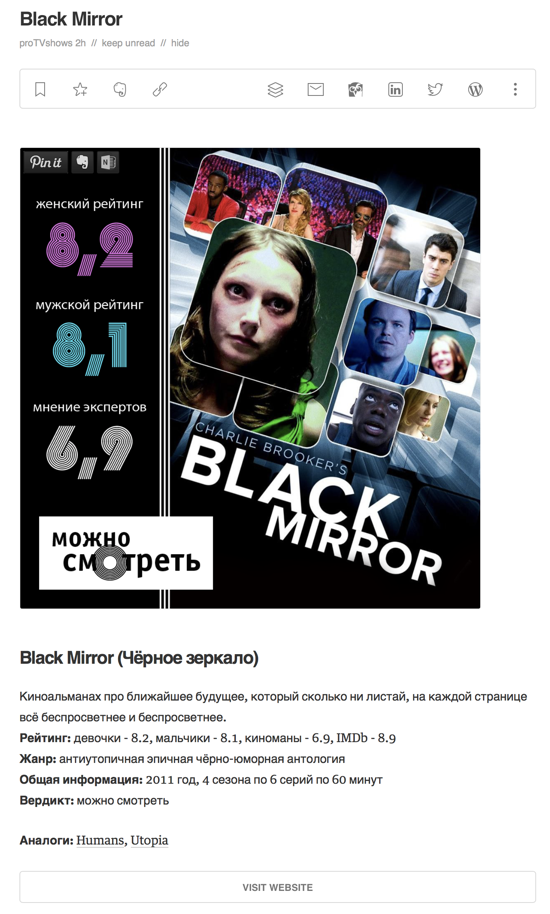 Black Mirror
proTVshows 2h // keep unread // hide
Pin it
женский рейтинг
8,2
мужской рейтинг
8,1
мнение экспертов
6,9
можно
смотреть
CHARLIE BROOKER'S
BLACK
MIRROR
Black Mirror (Чёрное зеркало)
Киноальманах про ближайшее будущее, который сколько ни листай, на каждой странице
всё беспросветнее и беспросветнее.
Рейтинг: девочки - 8.2, мальчики - 8.1, киноманы - 6.9, IMDb - 8.9
Жанр: антиутопичная эпичная чёрно-юморная антология
Общая информация: 2011 год, 4 сезона по 6 серий по 60 минут
Вердикт: можно смотреть
Аналоги: Humans, Utopia
VISIT WEBSITE